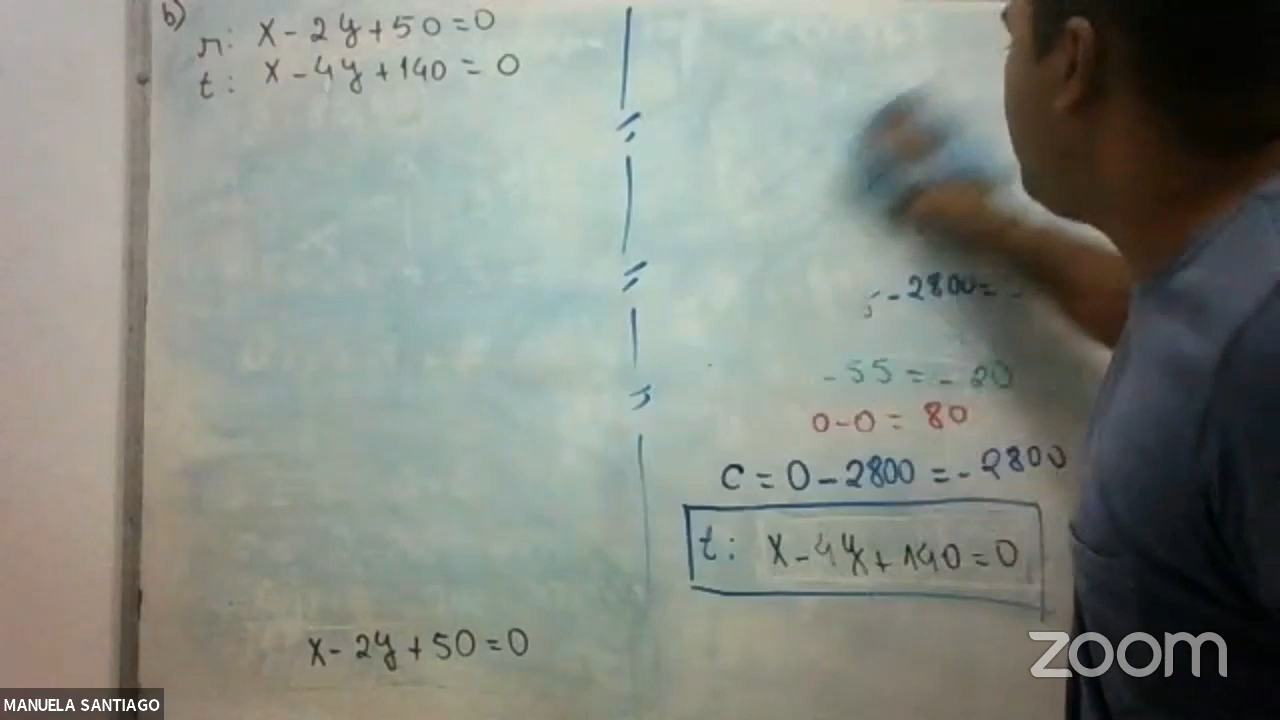 b)
r: x - 2y + 50 = 0
t: x - 4y + 140 = 0
x - 2y + 50 = 0
; - 2800 = -
- 55 = - 20
0 - 0 = 80
C = 0 - 2800 = - 2800
t: x - 4y + 140 = 0
zoom
MANUELA SANTIAGO